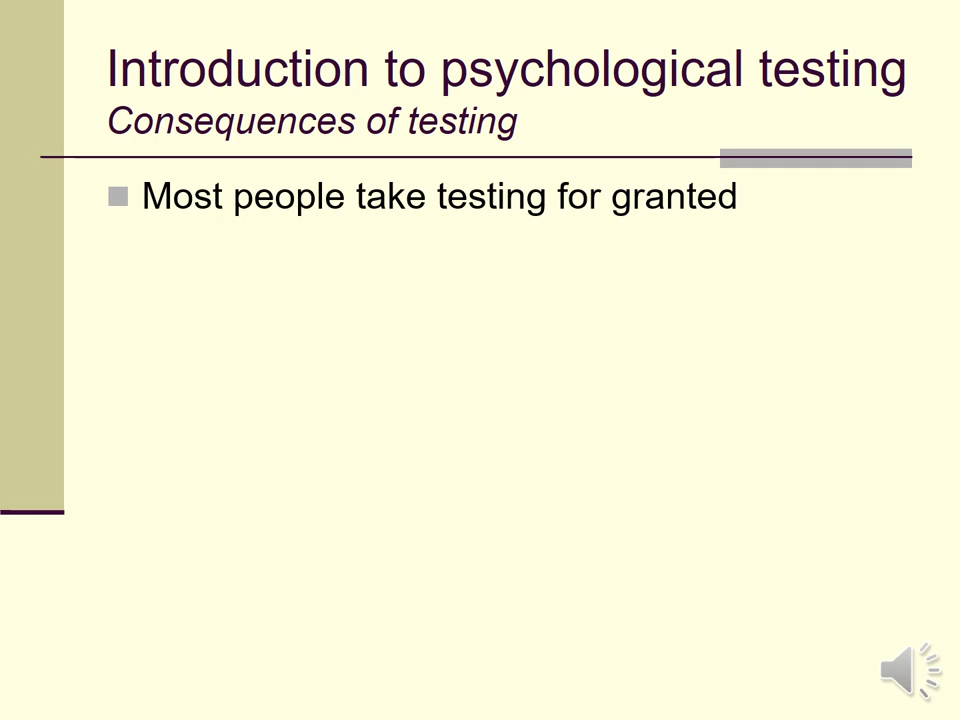 Introduction to psychological testing
Consequences of testing
Most people take testing for granted